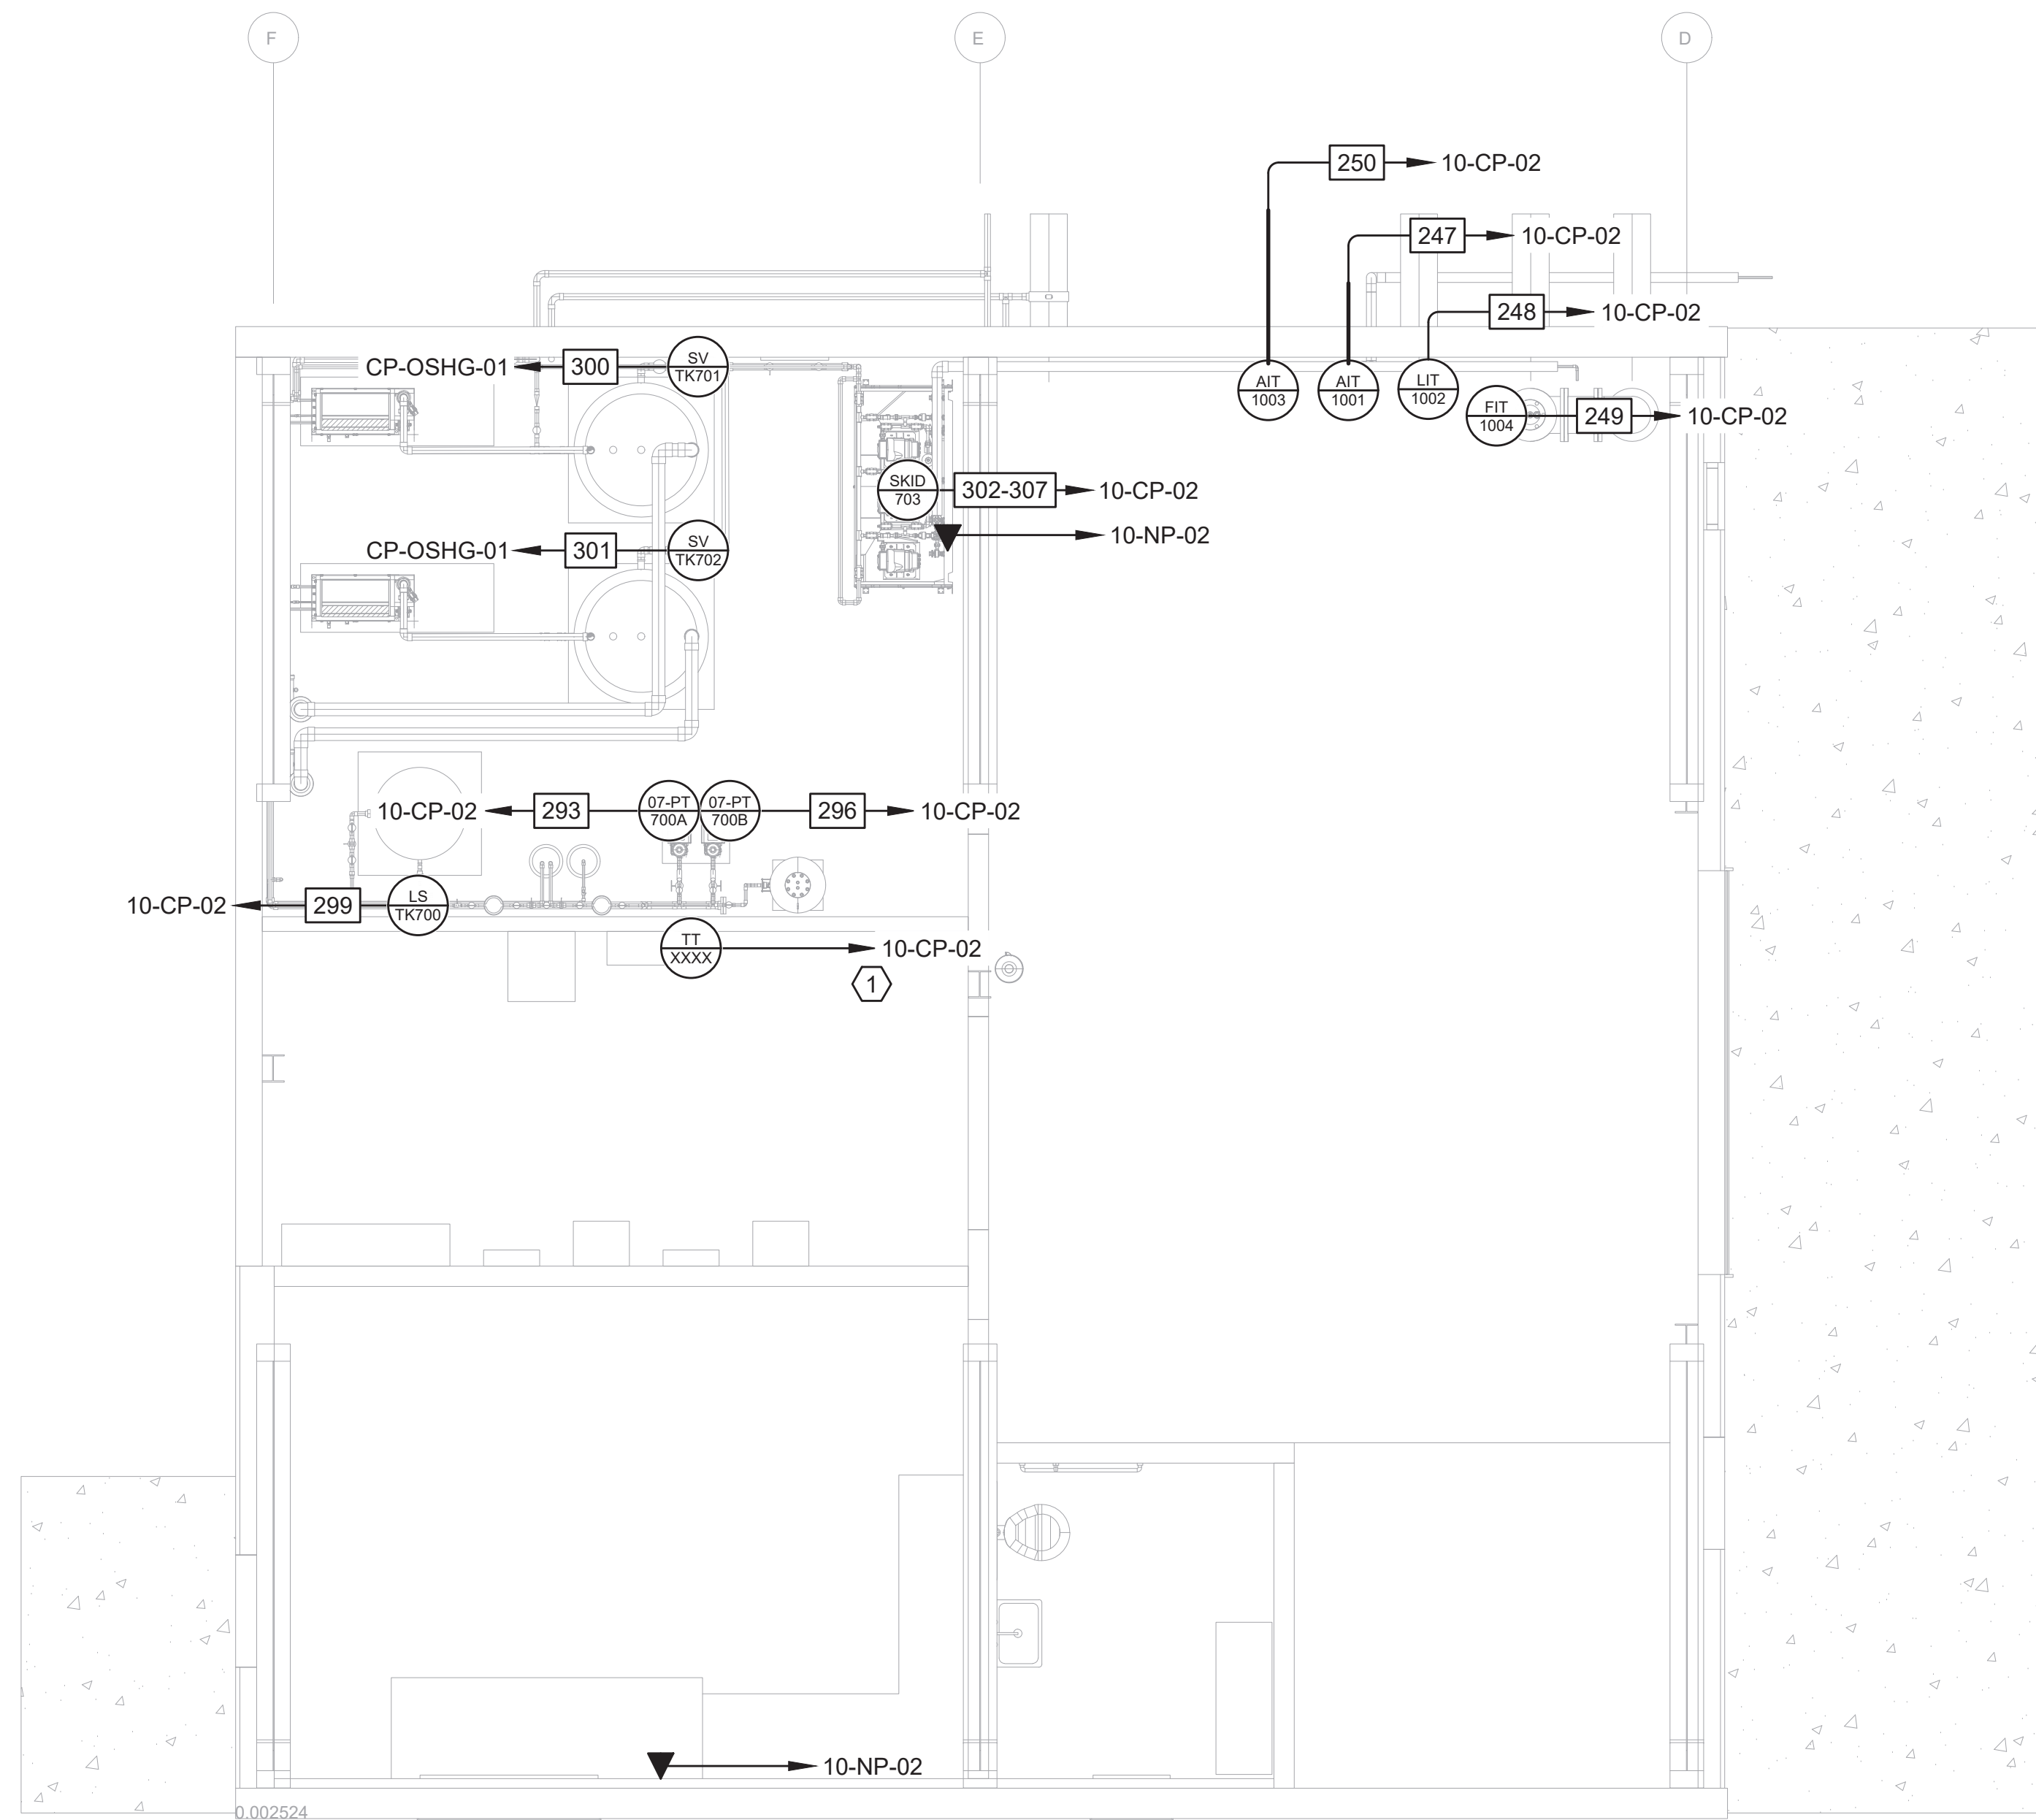 F
E
D
250
10-CP-02
247
10-CP-02
248
10-CP-02
CP-OSHG-01
300
SV
TK701
AIT
1003
AIT
1001
LIT
1002
FIT
1004
249
10-CP-02
SKID
703
302-307
10-CP-02
10-NP-02
CP-OSHG-01
301
SV
TK702
10-CP-02
293
07-PT
700A
07-PT
700B
296
10-CP-02
10-CP-02
299
LS
TK700
TT
XXXX
10-CP-02
1
10-NP-02
0.002524